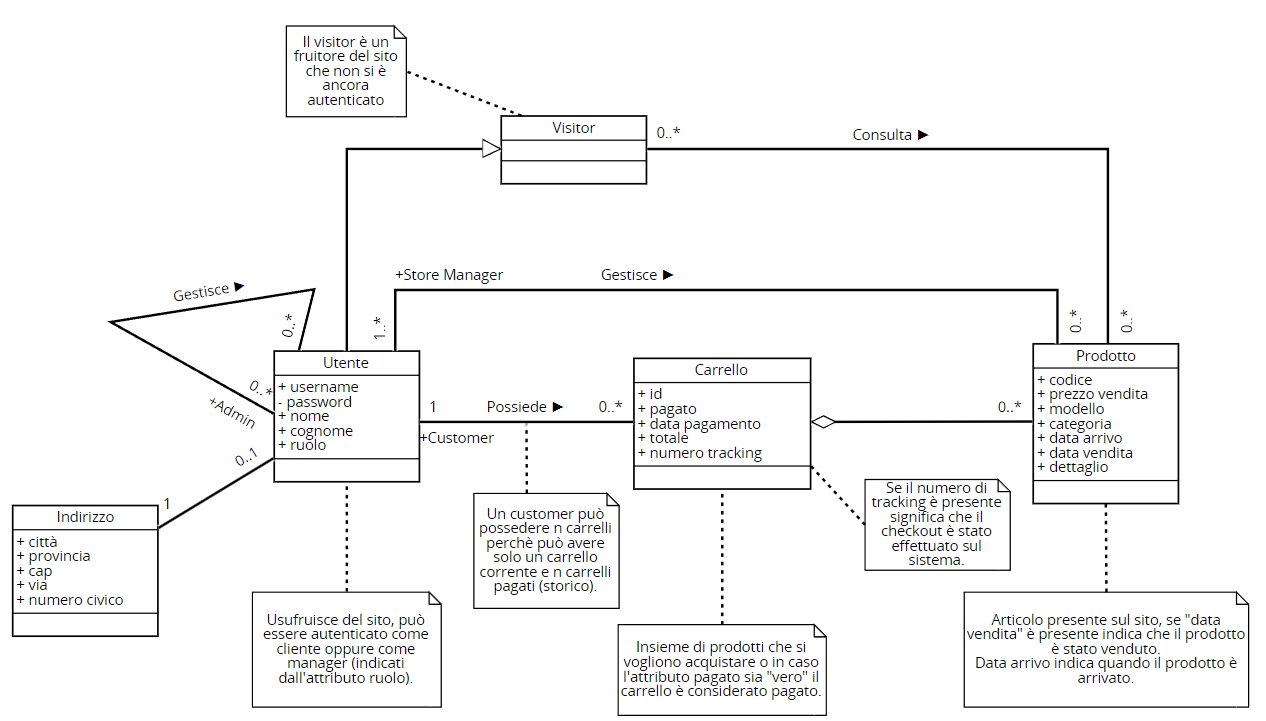 Il visitor è un
fruitore del sito
che non si è
ancora
autenticato
Visitor
0..*
Consulta ►
+Store Manager
Gestisce ►
Gestisce ►
0..*
1..*
0..*
0..*
Utente
+ username
- password
+ nome
+ cognome
+ ruolo
0..*
+Admin
0..1
1
1
Possiede ►
0..*
+Customer
Carrello
+ id
+ pagato
+ data pagamento
+ totale
+ numero tracking
0..*
Prodotto
+ codice
+ prezzo vendita
+ modello
+ categoria
+ data arrivo
+ data vendita
+ dettaglio
Indirizzo
+ città
+ provincia
+ cap
+ via
+ numero civico
Un customer può
possedere n carrelli
perchè può avere
solo un carrello
corrente e n carrelli
pagati (storico).
Se il numero di
tracking è presente
significa che il
checkout è stato
effettuato sul
sistema.
Usufruisce del sito, può
essere autenticato come
cliente oppure come
manager (indicati
dall'attributo ruolo).
Insieme di prodotti che si
vogliono acquistare o in caso
l'attributo pagato sia "vero" il
carrello è considerato pagato.
Articolo presente sul sito, se "data
vendita" è presente indica che il prodotto
è stato venduto.
Data arrivo indica quando il prodotto è
arrivato.